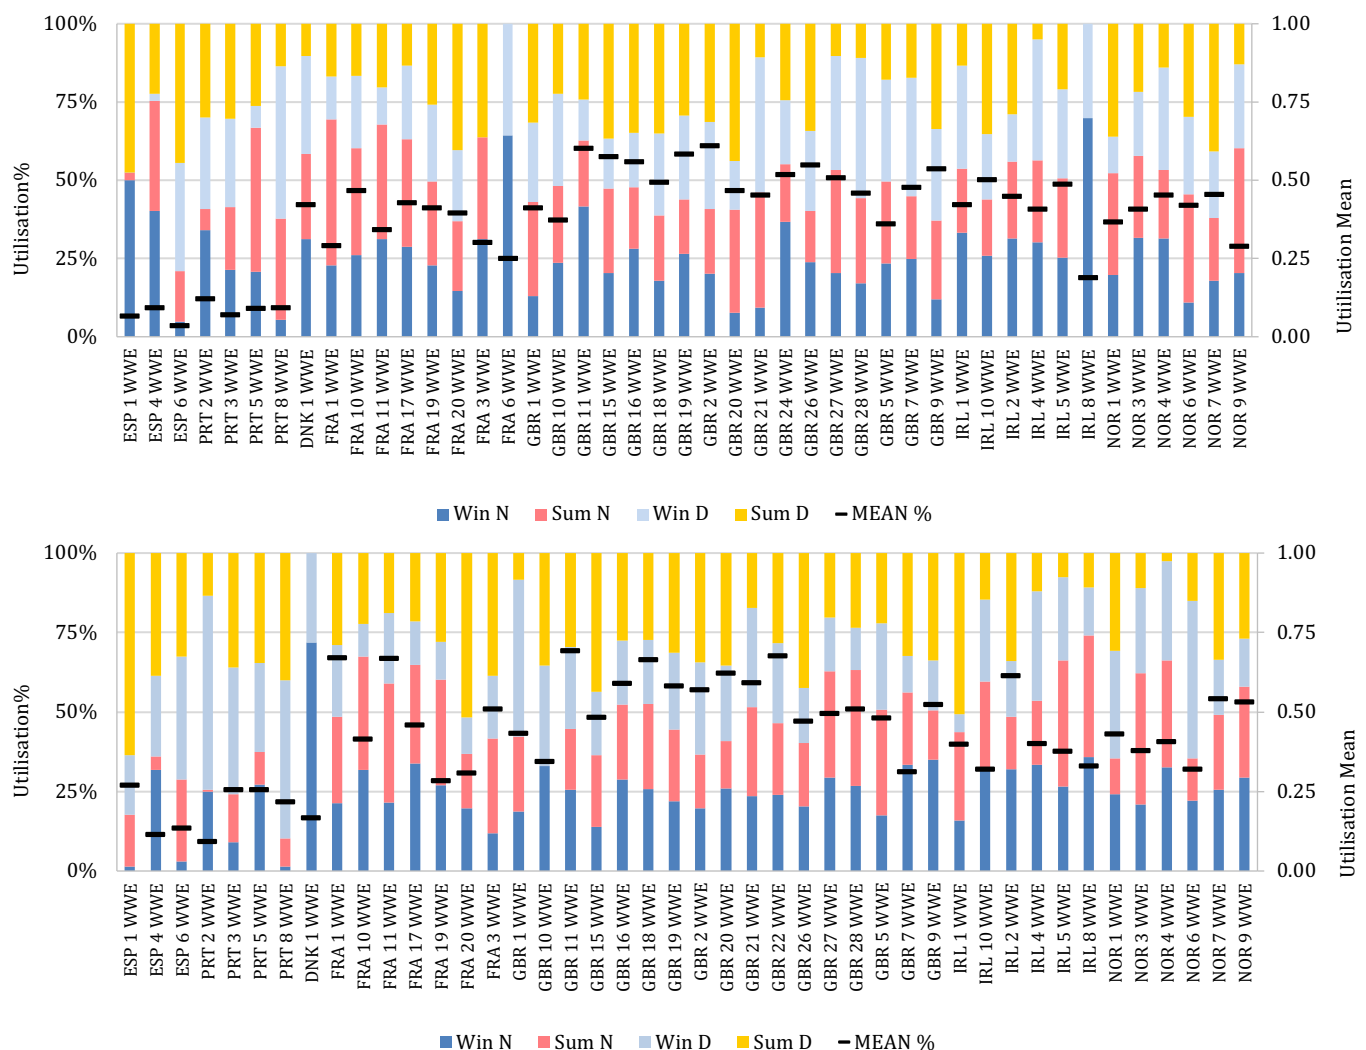 100%
75%
50%
25%
0%
Utilisation%
1.00
0.75
0.50
0.25
0.00
Utiilisation Mean
ESP 1 WWE
ESP 4 WWE
ESP 6 WWE
PRT 2 WWE
PRT 3 WWE
PRT 5 WWE
PRT 8 WWE
DNK 1 WWE
FRA 1 WWE
FRA 10 WWE
FRA 11 WWE
FRA 17 WWE
FRA 19 WWE
FRA 20 WWE
FRA 3 WWE
FRA 6 WWE
GBR 1 WWE
GBR 10 WWE
GBR 11 WWE
GBR 15 WWE
GBR 16 WWE
GBR 18 WWE
GBR 19 WWE
GBR 2 WWE
GBR 20 WWE
GBR 21 WWE
GBR 24 WWE
GBR 26 WWE
GBR 27 WWE
GBR 28 WWE
GBR 5 WWE
GBR 7 WWE
GBR 9 WWE
IRL 1 WWE
IRL 10 WWE
IRL 2 WWE
IRL 4 WWE
IRL 5 WWE
IRL 8 WWE
NOR 1 WWE
NOR 3 WWE
NOR 4 WWE
NOR 6 WWE
NOR 7 WWE
NOR 9 WWE
Win N Sum N Win D Sum D MEAN %
100%
75%
50%
25%
0%
Utilisation%
1.00
0.75
0.50
0.25
0.00
Utilisation Mean
ESP 1 WWE
ESP 4 WWE
ESP 6 WWE
PRT 2 WWE
PRT 3 WWE
PRT 5 WWE
PRT 8 WWE
DNK 1 WWE
FRA 1 WWE
FRA 10 WWE
FRA 11 WWE
FRA 17 WWE
FRA 19 WWE
FRA 20 WWE
FRA 3 WWE
GBR 1 WWE
GBR 10 WWE
GBR 11 WWE
GBR 15 WWE
GBR 16 WWE
GBR 18 WWE
GBR 19 WWE
GBR 2 WWE
GBR 20 WWE
GBR 21 WWE
GBR 22 WWE
GBR 26 WWE
GBR 27 WWE
GBR 28 WWE
GBR 5 WWE
GBR 7 WWE
GBR 9 WWE
IRL 1 WWE
IRL 10 WWE
IRL 2 WWE
IRL 4 WWE
IRL 5 WWE
IRL 8 WWE
NOR 1 WWE
NOR 3 WWE
NOR 4 WWE
NOR 6 WWE
NOR 7 WWE
NOR 9 WWE
Win N Sum N Win D Sum D MEAN %